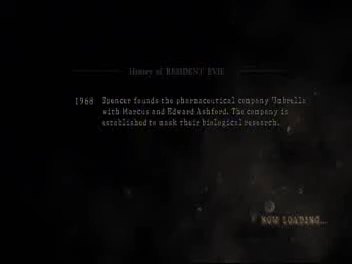 History of RESIDENT EVIL
1968 Spencer founds the pharmaceutical company Umbrella
with Marcus and Edward Ashford. The company is
established to mask their biological research.
NOW LOADING...